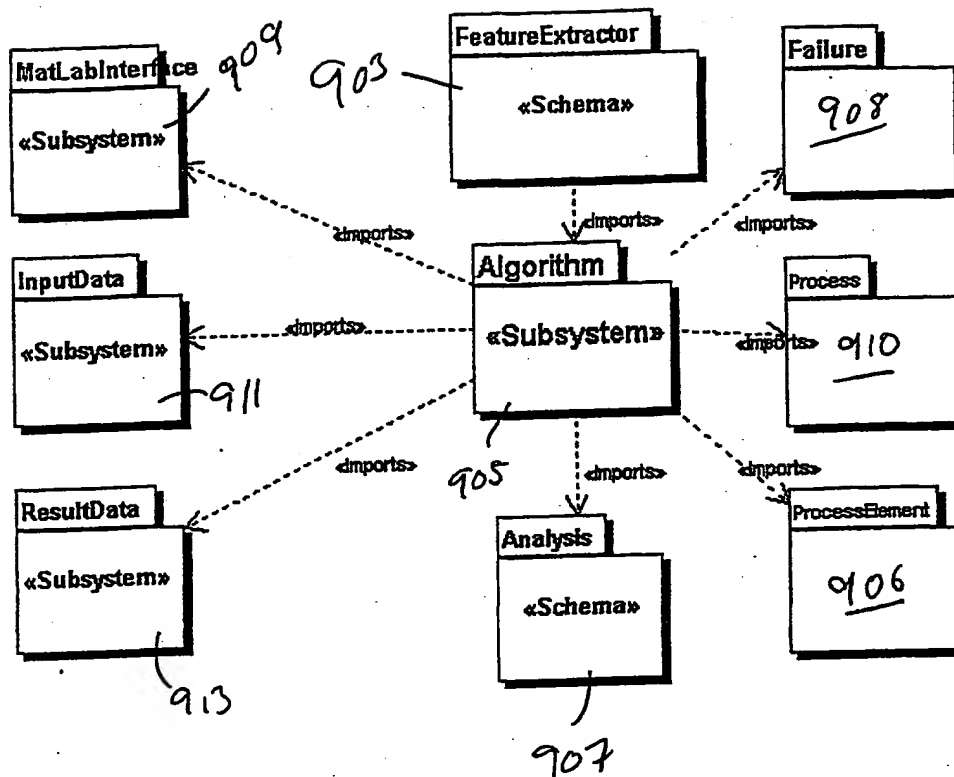 FeatureExtractor
Failure
MatLabInterface
909
903
«Schema»
908
«Subsystem»
«Imports»
«Imports»
«Imports»
Algorithm
InputData
Process
«Imports»
«Subsystem»
«Subsystem»
«Imports»
910
911
«Imports»
905
«Imports»
«Imports»
ResultData
ProcessElement
Analysis
«Subsystem»
«Schema»
906
913
907